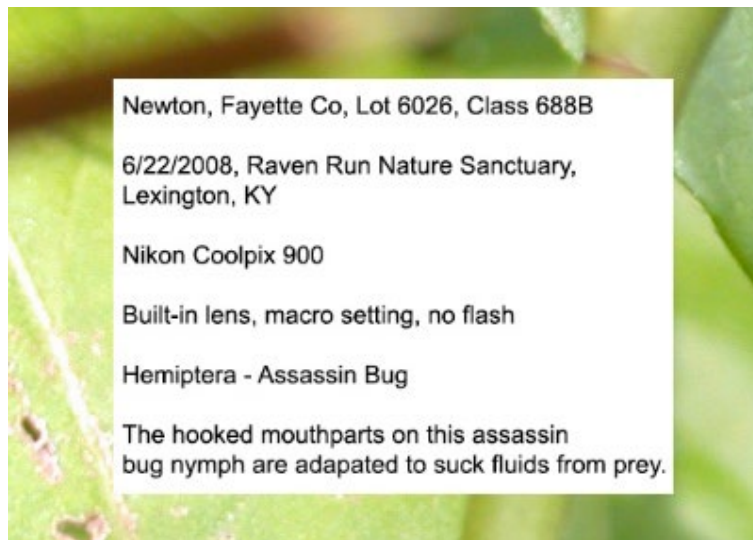 Newton, Fayette Co, Lot 6026, Class 688B
6/22/2008, Raven Run Nature Sanctuary,
Lexington, KY
Nikon Coolpix 900
Built-in lens, macro setting, no flash
Hemiptera - Assassin Bug
The hooked mouthparts on this assassin
bug nymph are adapated to suck fluids from prey.